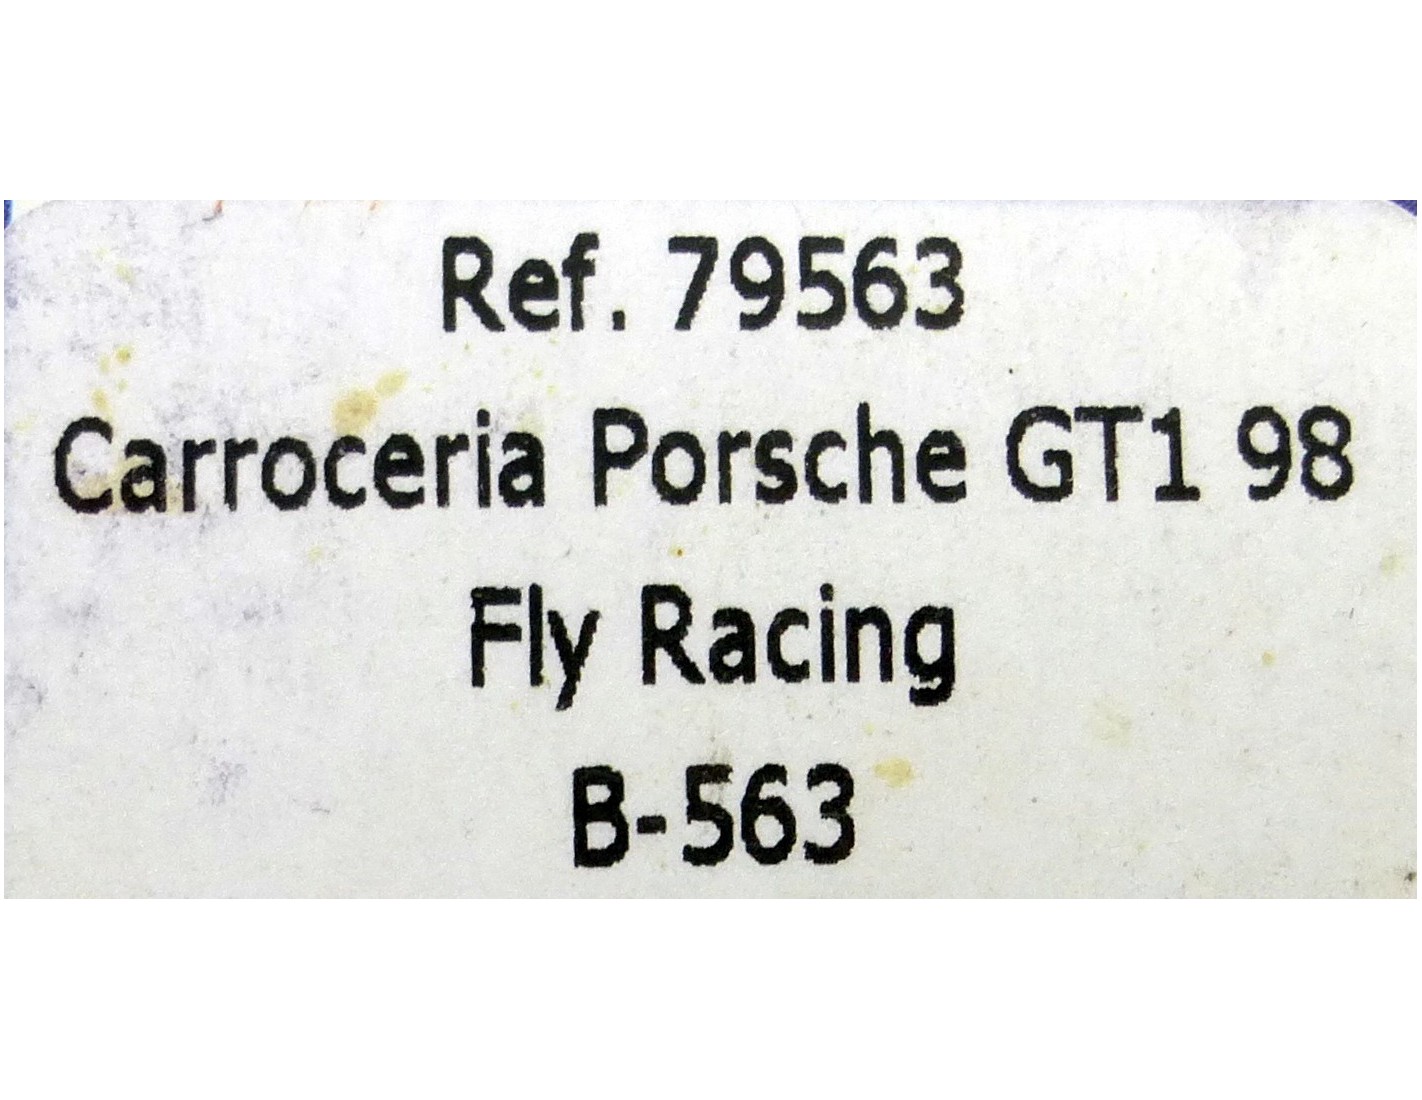 Ref. 79563
Carroceria Porsche GT1 98
Fly Racing
B-563